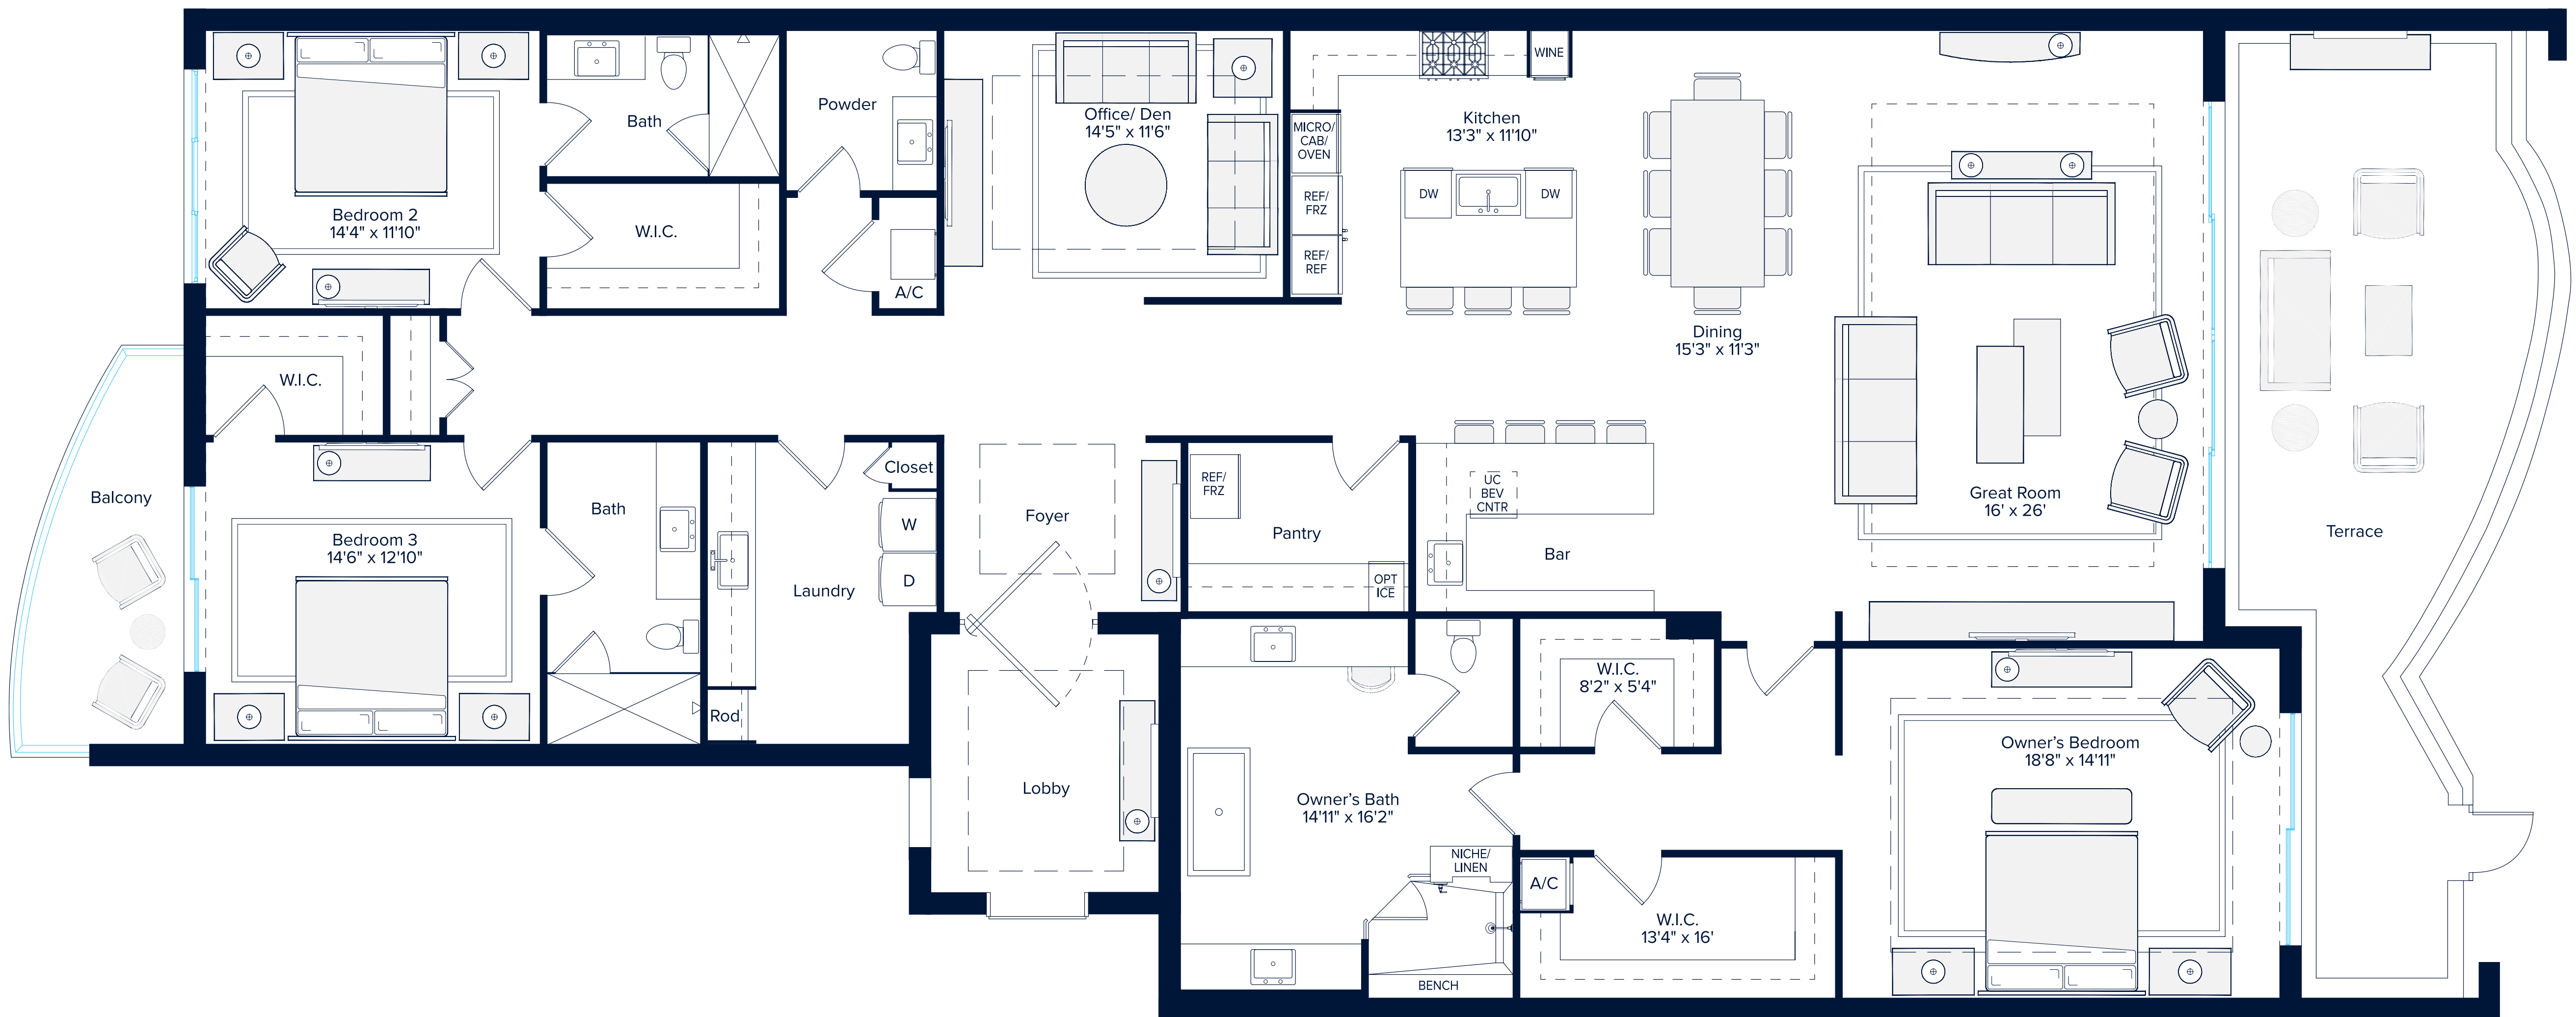 Bedroom 2
14'4" x 11'10"
Bath
W.I.C.
Powder
A/C
Office/ Den
14'5" x 11'6"
WINE
Kitchen
13'3" x 11'10"
MICRO/
CAB/
OVEN
REF/
FRZ
REF/
REF
DW
DW
Dining
15'3" x 11'3"
Great Room
16' x 26'
Terrace
W.I.C.
Balcony
Bedroom 3
14'6" x 12'10"
Bath
Closet
W
D
Laundry
Rod
Foyer
Lobby
REF/
FRZ
Pantry
OPT
ICE
UC
BEV
CNTR
Bar
W.I.C.
8'2" x 5'4"
Owner's Bath
14'11" x 16'2"
NICHE/
LINEN
BENCH
A/C
W.I.C.
13'4" x 16'
Owner's Bedroom
18'8" x 14'11"